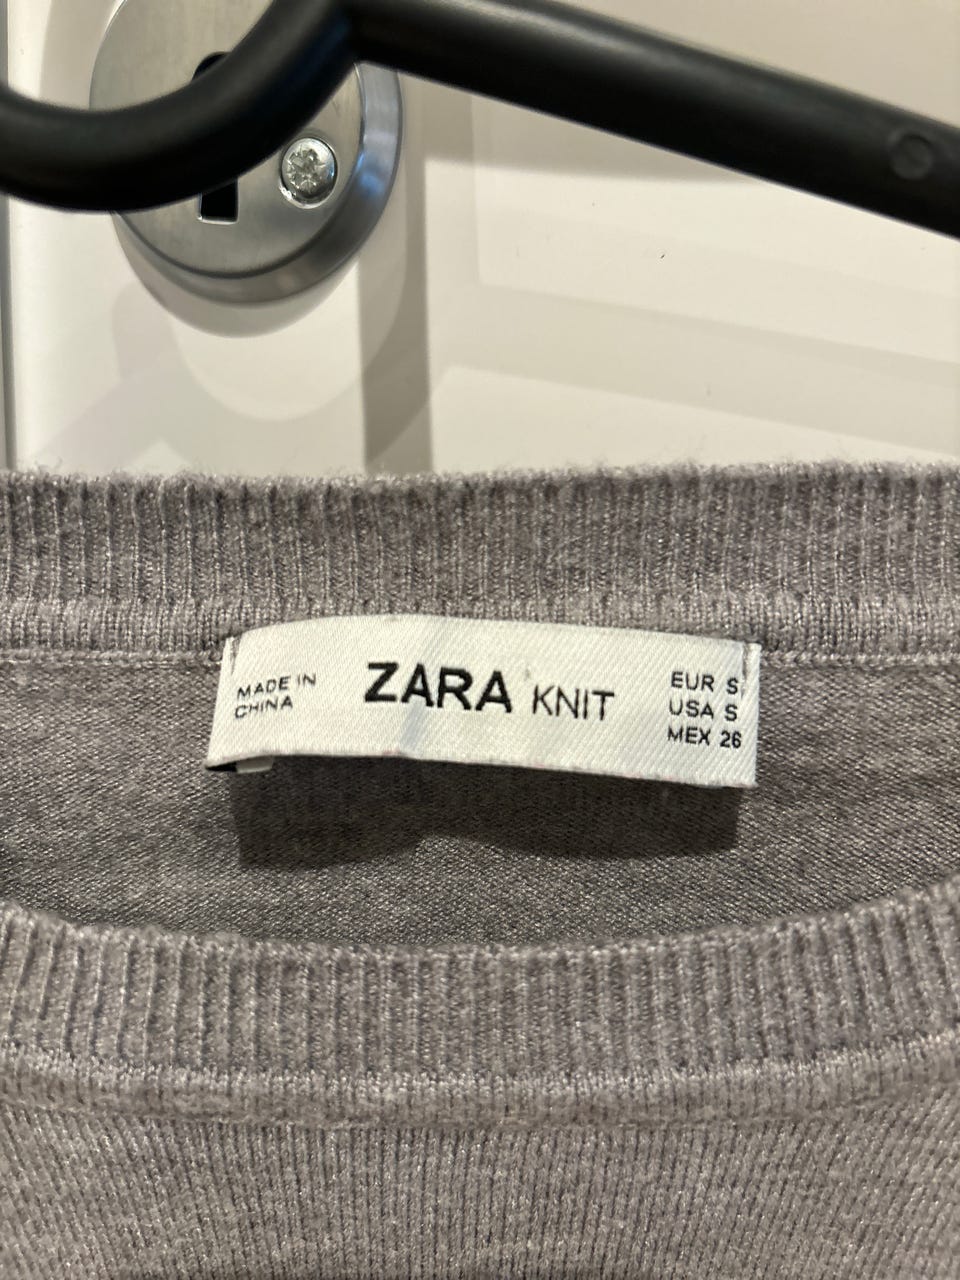 MADE IN
CHINA
ZARA KNIT
EUR S
USA S
MEX 26